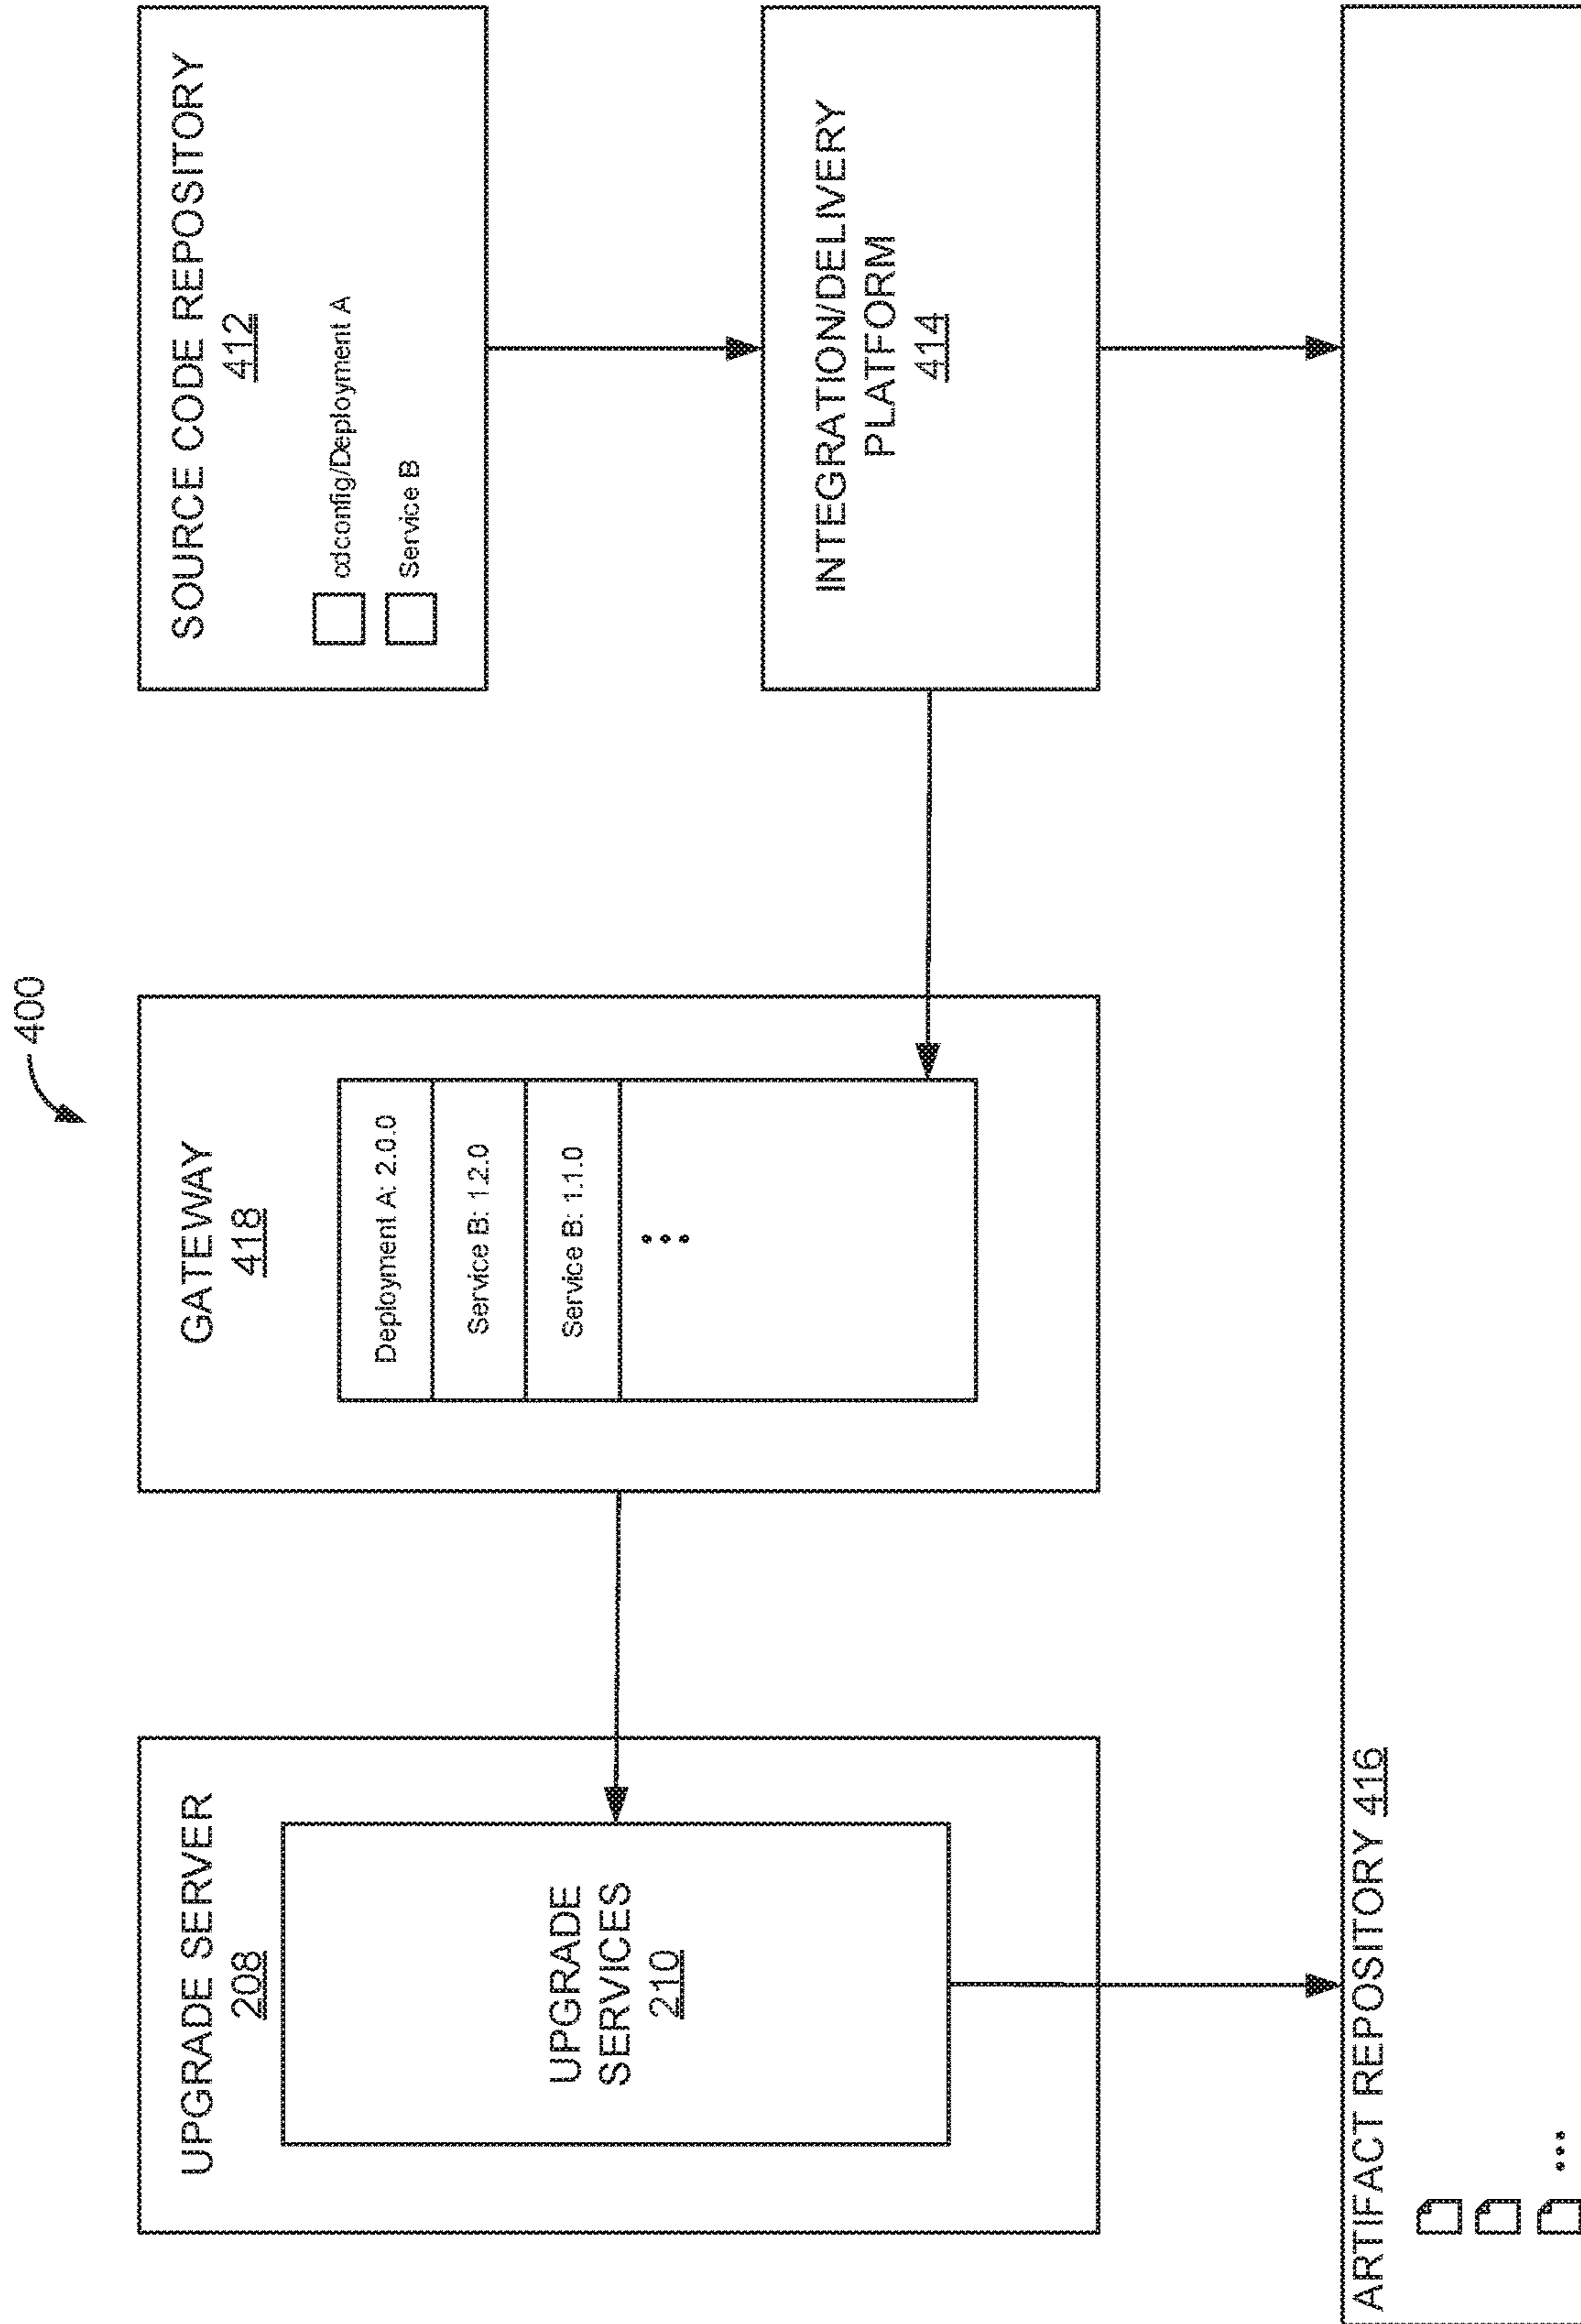 400
UPGRADE SERVER
208
UPGRADE
SERVICES
210
GATEWAY
418
Deployment A: 2.0.0
Service B: 1.2.0
Service B: 1.1.0
SOURCE CODE REPOSITORY
412
cdconfig/Deployment A
Service B
INTEGRATION/DELIVERY
PLATFORM
414
ARTIFACT REPOSITORY 416